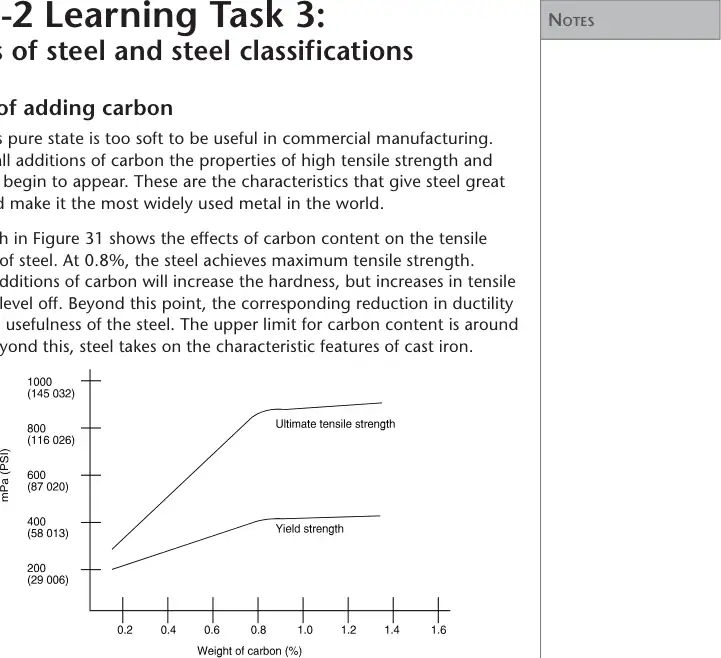 -2 Learning Task 3:
s of steel and steel classifications
NOTES
of adding carbon
s pure state is too soft to be useful in commercial manufacturing.
all additions of carbon the properties of high tensile strength and
begin to appear. These are the characteristics that give steel great
d make it the most widely used metal in the world.
h in Figure 31 shows the effects of carbon content on the tensile
of steel. At 0.8%, the steel achieves maximum tensile strength.
dditions of carbon will increase the hardness, but increases in tensile
level off. Beyond this point, the corresponding reduction in ductility
usefulness of the steel. The upper limit for carbon content is around
yond this, steel takes on the characteristic features of cast iron.
1000
(145 032)
800
(116 026)
600
(87 020)
400
(58 013)
200
(29 006)
mPa (PSI)
Ultimate tensile strength
Yield strength
0.2 0.4 0.6 0.8 1.0 1.2 1.4 1.6
Weight of carbon (%)